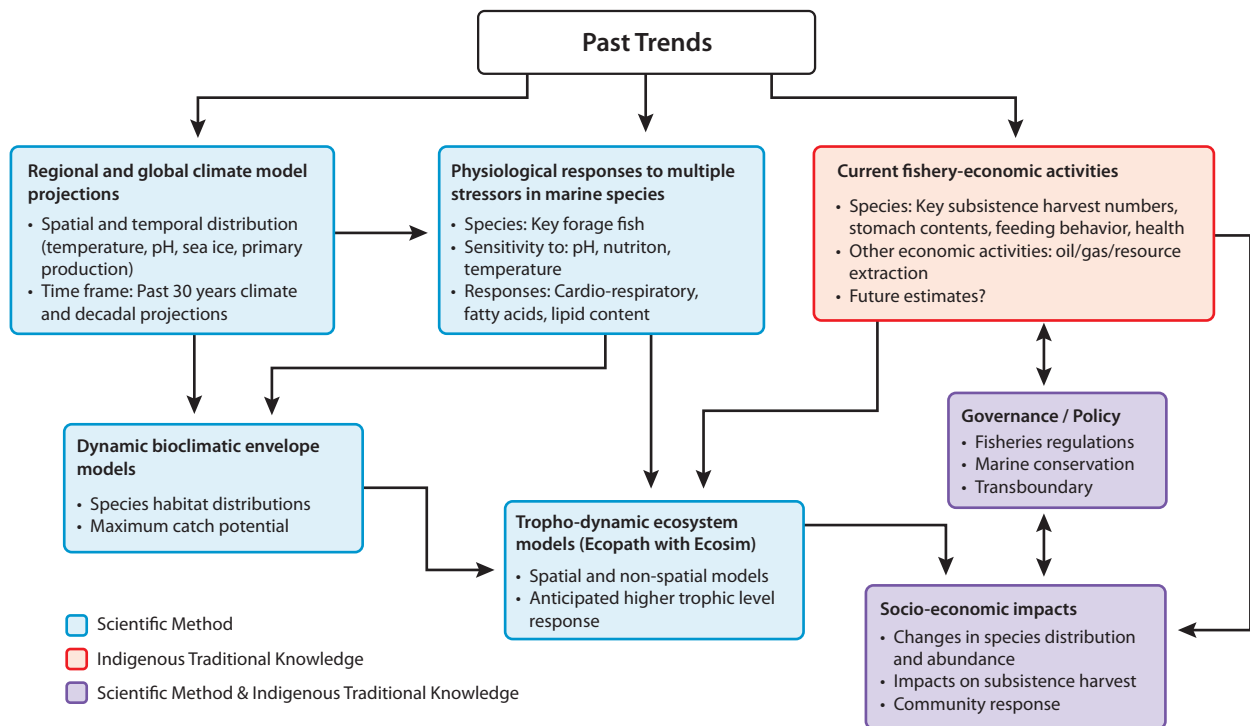 Past Trends
Regional and global climate model
projections
• Spatial and temporal distribution
(temperature, pH, sea ice, primary
production)
• Time frame: Past 30 years climate
and decadal projections
Physiological responses to multiple
stressors in marine species
• Species: Key forage fish
• Sensitivity to: pH, nutriton,
temperature
• Responses: Cardio-respiratory,
fatty acids, lipid content
Current fishery-economic activities
• Species: Key subsistence harvest numbers,
stomach contents, feeding behavior, health
• Other economic activities: oil/gas/resource
extraction
• Future estimates?
Dynamic bioclimatic envelope
models
• Species habitat distributions
• Maximum catch potential
Governance / Policy
• Fisheries regulations
• Marine conservation
• Transboundary
Tropho-dynamic ecosystem
models (Ecopath with Ecosim)
• Spatial and non-spatial models
• Anticipated higher trophic level
response
Socio-economic impacts
• Changes in species distribution
and abundance
• Impacts on subsistence harvest
• Community response
Scientific Method
Indigenous Traditional Knowledge
Scientific Method & Indigenous Traditional Knowledge